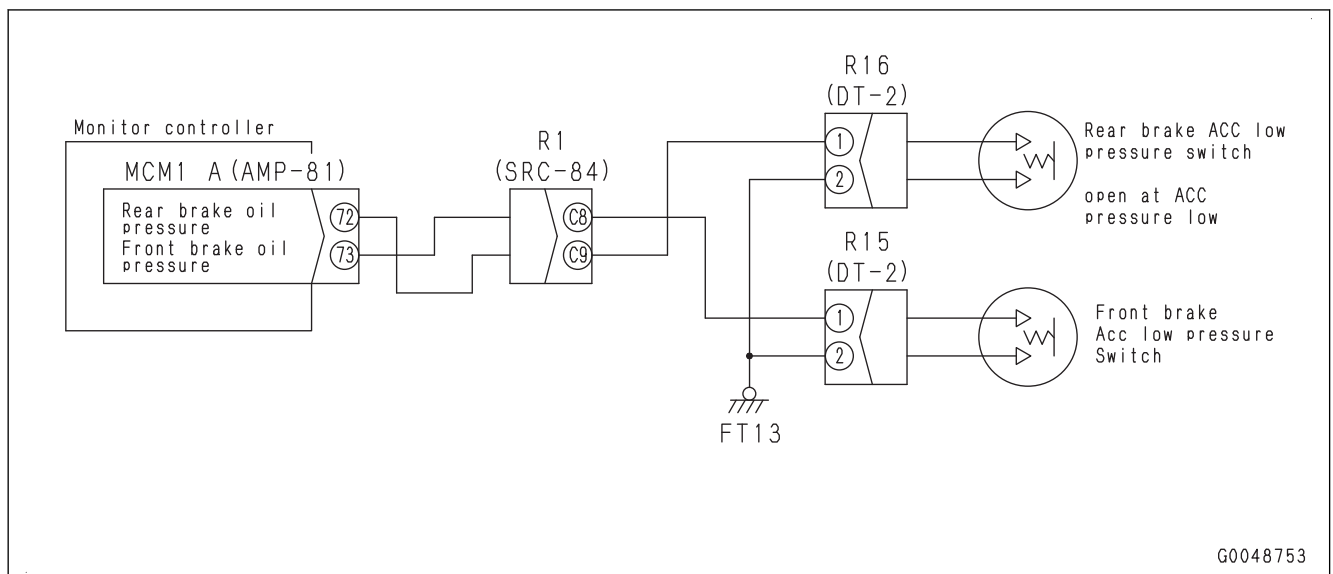 Monitor controller
MCM1 A (AMP-81)
Rear brake oil
pressure
Front brake oil
pressure
72
73
R1
(SRC-84)
C8
C9
R16
(DT-2)
1
2
Rear brake ACC low
pressure switch
open at ACC
pressure low
R15
(DT-2)
1
2
Front brake
Acc low pressure
Switch
FT13
G0048753